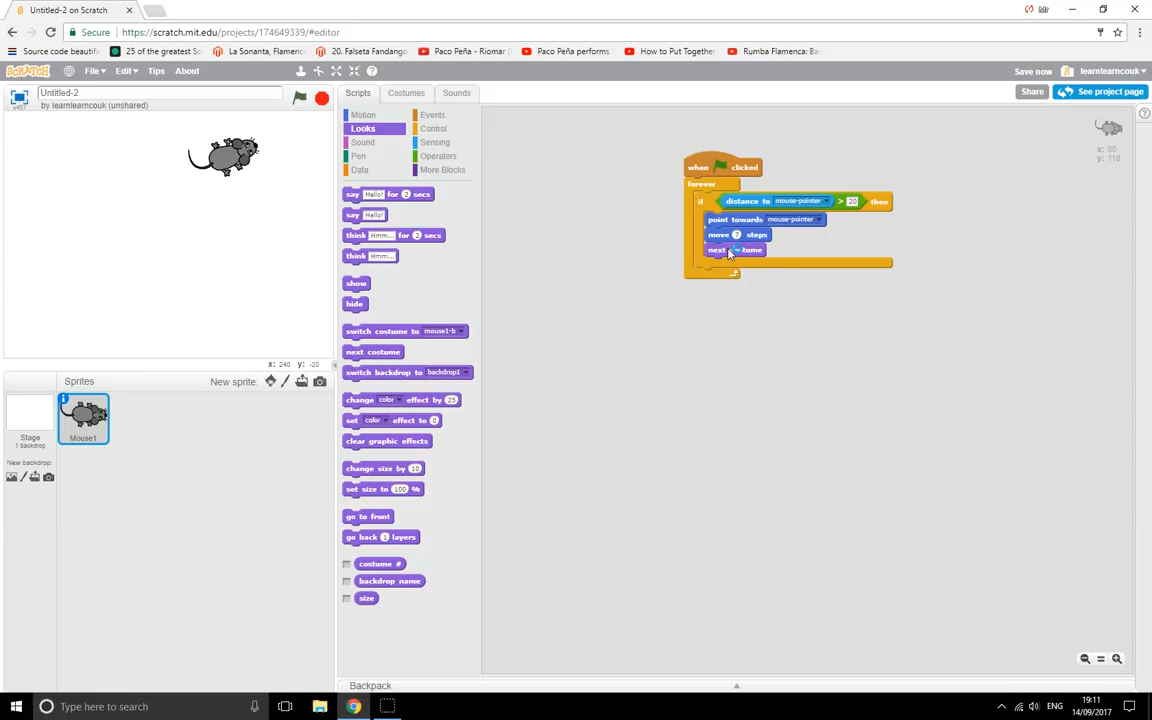 Untitled-2 on Scratch
Mr
Secure https://scratch.mit.edu/projects/174649339/#editor
Source code beautifi
25 of the greatest Sc
La Sonanta, Flamenc
20. Falseta Fandango
Paco Peña - Riomar (
Paco Peña performs
How to Put Together
Rumba Flamenca: Ba
SCRATCH File Edit Tips About Save now learnlearncouk
Untitled-2
by learnlearncouk (unshared)
v457
Scripts Costumes Sounds
Share See project page
Motion Events
Looks Control
Sound Sensing
Pen Operators
Data More Blocks
say Hello! for 2 secs
say Hello!
think Hmm... for 2 secs
think Hmm...
show
hide
switch costume to mouse1-b
next costume
switch backdrop to backdrop1
change color effect by 25
set color effect to 0
clear graphic effects
change size by 10
set size to 100 %
go to front
go back 1 layers
costume #
backdrop name
size
when clicked
forever
if distance to mouse-pointer > 20 then
point towards mouse-pointer
move 7 steps
next tume
x: 80
y: 118
x: 240 y: -20
Sprites New sprite:
Stage
1 backdrop
New backdrop:
Mouse1
Backpack
Type here to search
ENG
19:11
14/09/2017